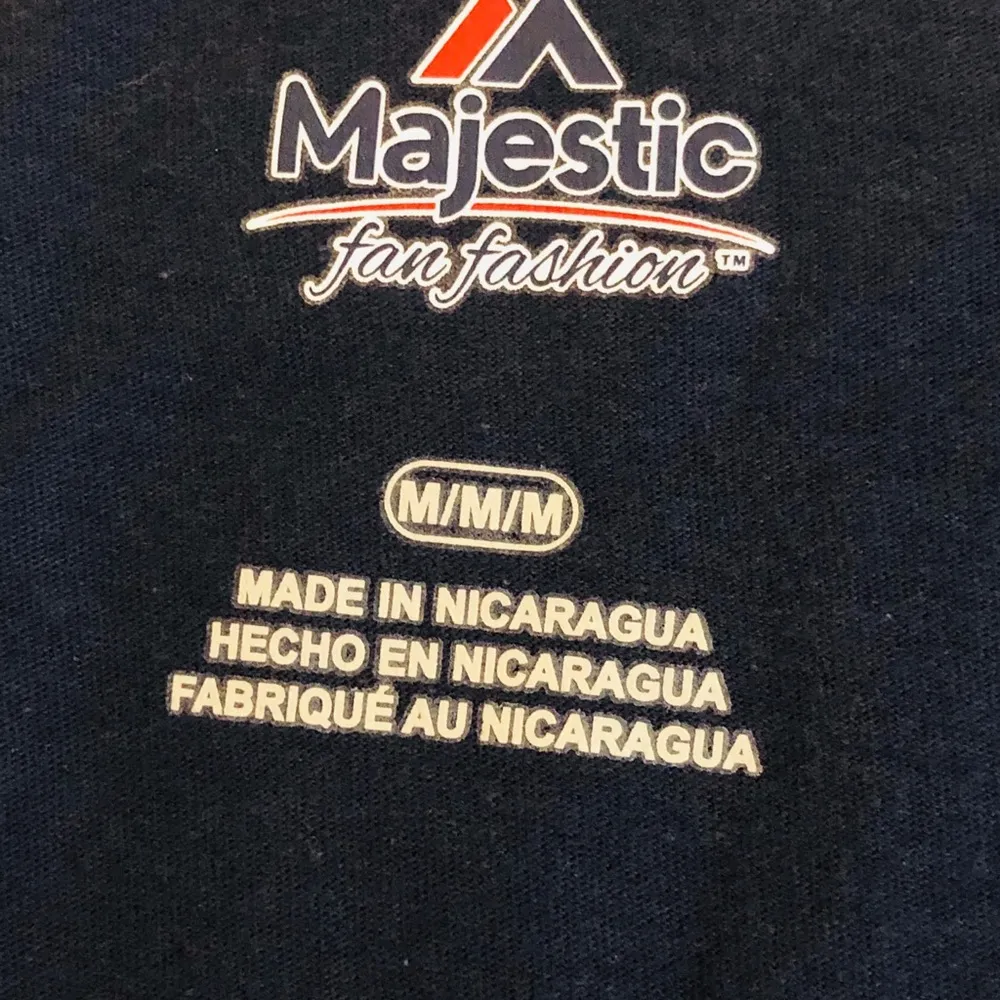 Majestic
fan fashion™
M/M/M
MADE IN NICARAGUA
HECHO EN NICARAGUA
FABRIQUÉ AU NICARAGUA